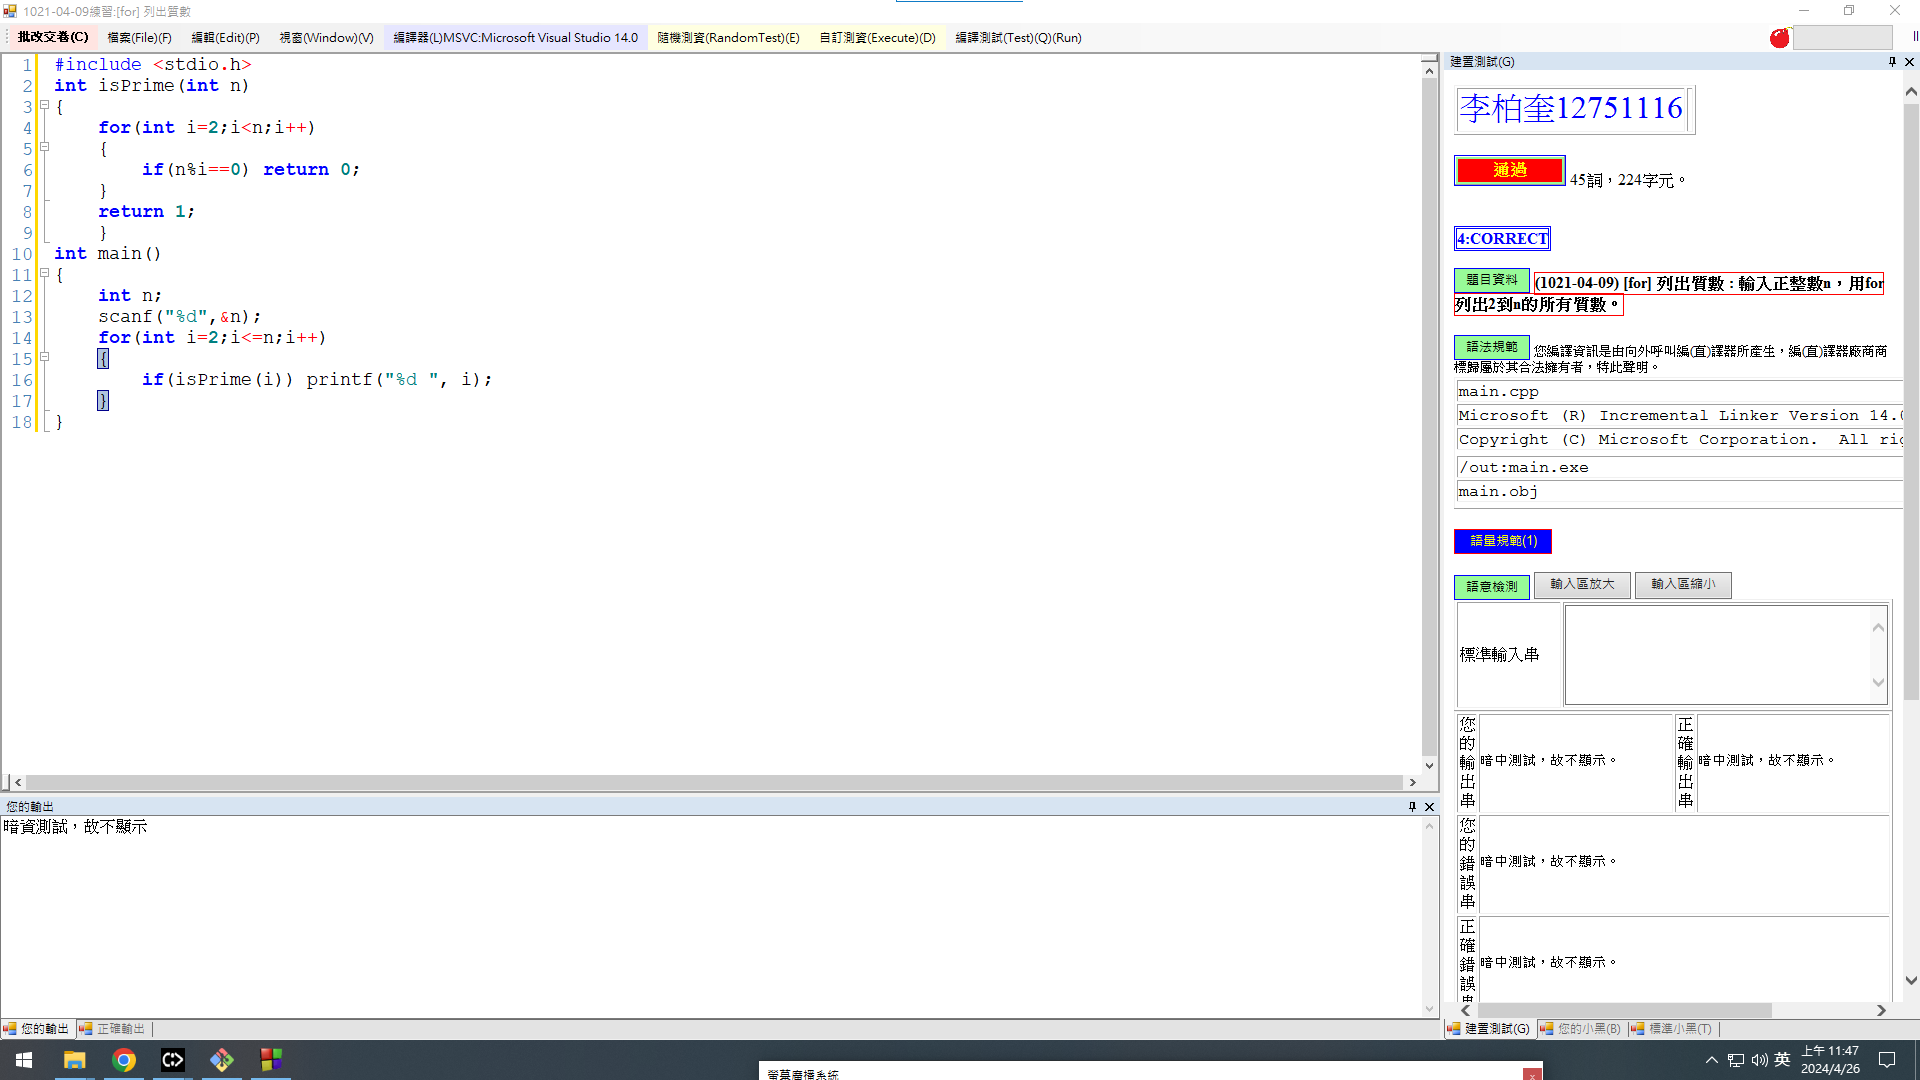 1021-04-09練習:[for] 列出質數
批改交卷(C) 檔案(File)(F) 編輯(Edit)(P) 視窗(Window)(V) 編譯器(L)MSVC:Microsoft Visual Studio 14.0 隨機測資(RandomTest)(E) 自訂測資(Execute)(D) 編譯測試(Test)(Q)(Run)
1 #include <stdio.h>
2 int isPrime(int n)
3 {
4 for(int i=2;i<n;i++)
5 {
6 if(n%i==0) return 0;
7 }
8 return 1;
9 }
10 int main()
11 {
12 int n;
13 scanf("%d",&n);
14 for(int i=2;i<=n;i++)
15 {
16 if(isPrime(i)) printf("%d ", i);
17 }
18 }
您的輸出
暗資測試，故不顯示
您的輸出 正確輸出
建置測試(G)
李柏奎12751116
通過 45詞，224字元。
4:CORRECT
題目資料 (1021-04-09) [for] 列出質數：輸入正整數n，用for
列出2到n的所有質數。
語法規範 您編譯資訊是由向外呼叫編(直)譯器所產生，編(直)譯器廠商商
標歸屬於其合法擁有者，特此聲明。
main.cpp
Microsoft (R) Incremental Linker Version 14.0
Copyright (C) Microsoft Corporation.  All rig
/out:main.exe
main.obj
語量規範(1)
語意檢測 輸入區放大 輸入區縮小
標準輸入串
您的輸出串 暗中測試，故不顯示。 正確輸出串 暗中測試，故不顯示。
您的錯誤串 暗中測試，故不顯示。
正確錯誤串 暗中測試，故不顯示。
建置測試(G) 您的小黑(B) 標準小黑(T)
螢幕廣播系統
英
上午 11:47
2024/4/26